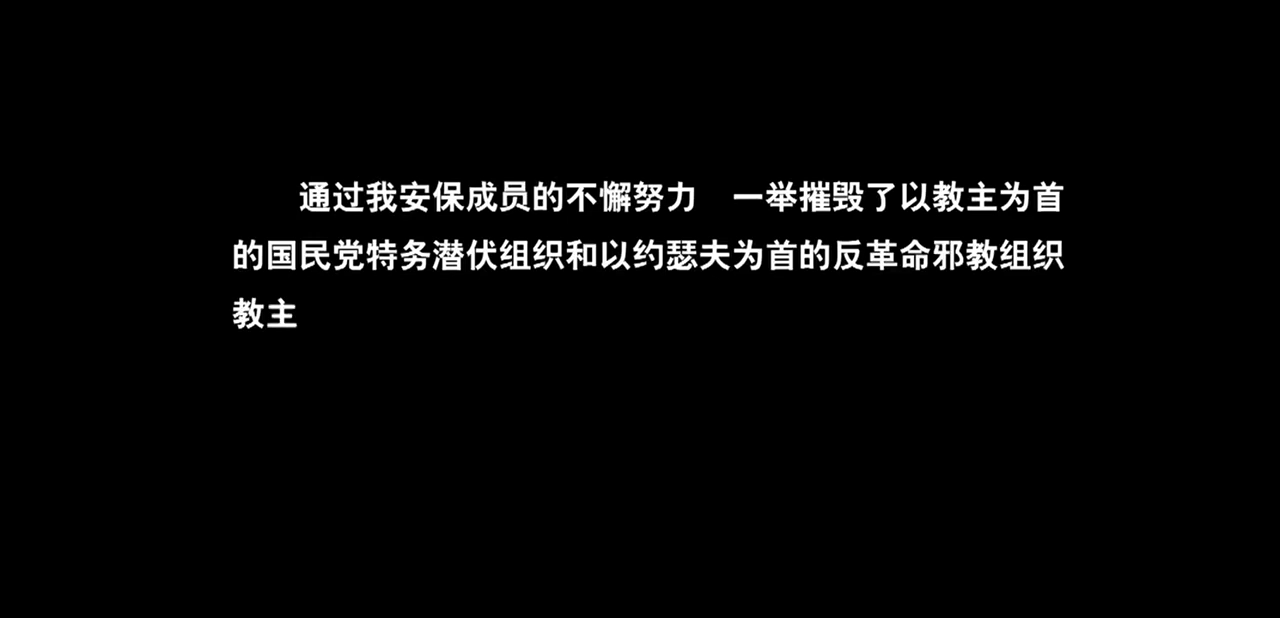 通过我安保成员的不懈努力　一举摧毁了以教主为首
的国民党特务潜伏组织和以约瑟夫为首的反革命邪教组织
教主